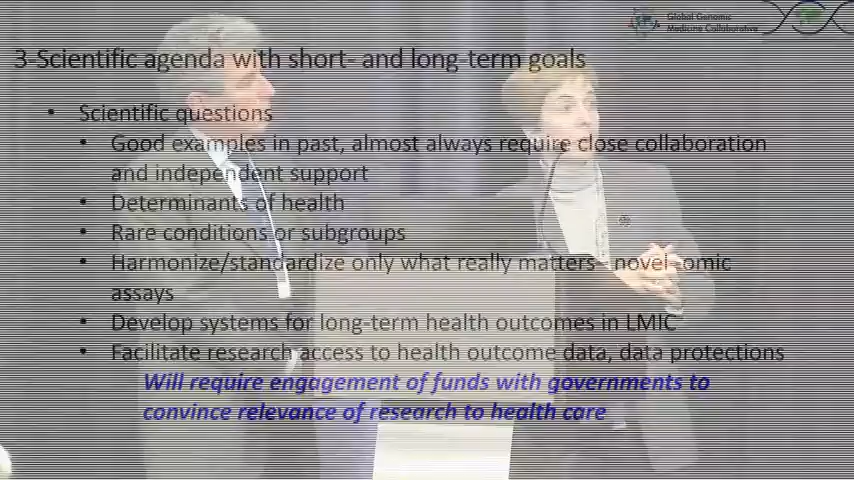 Global Genomic
Medicine Collaborative
3-Scientific agenda with short- and long-term goals
• Scientific questions
• Good examples in past, almost always require close collaboration
and independent support
• Determinants of health
• Rare conditions or subgroups
• Harmonize/standardize only what really matters– novel -omic
assays
• Develop systems for long-term health outcomes in LMIC
• Facilitate research access to health outcome data, data protections
Will require engagement of funds with governments to
convince relevance of research to health care